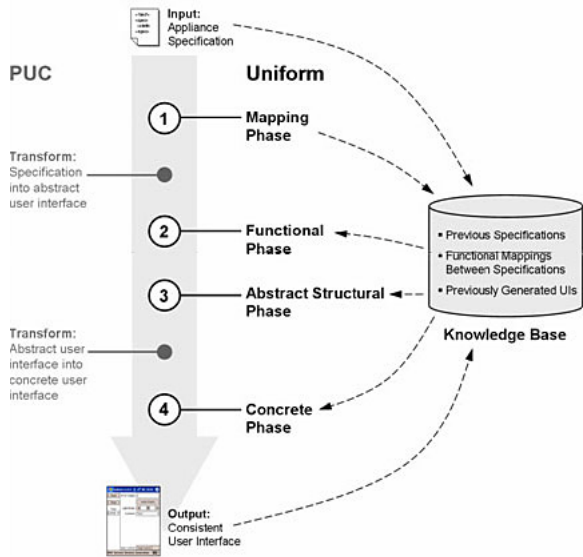 Input:
Appliance
Specification
PUC
Uniform
1
Mapping
Phase
Transform:
Specification
into abstract
user interface
2
Functional
Phase
3
Abstract Structural
Phase
▪ Previous Specifications
▪ Functional Mappings
Between Specifications
▪ Previously Generated UIs
Knowledge Base
Transform:
Abstract user
interface into
concrete user
interface
4
Concrete
Phase
Output:
Consistent
User Interface